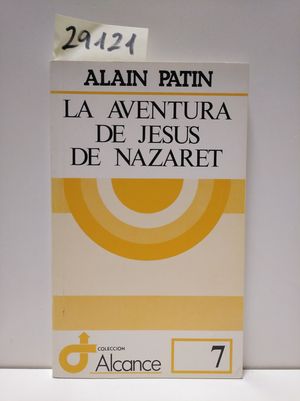 29121
ALAIN PATIN
LA AVENTURA
DE JESUS
DE NAZARET
COLECCION
Alcance
7